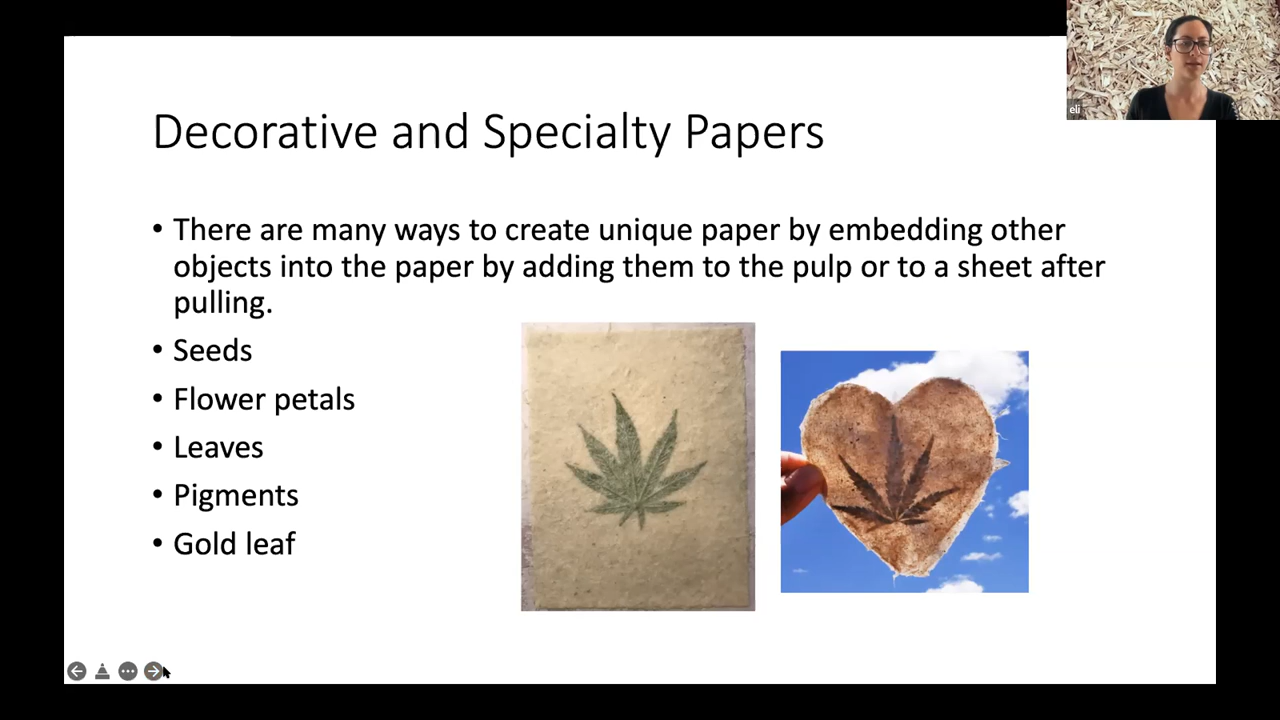 eli
Decorative and Specialty Papers
• There are many ways to create unique paper by embedding other
objects into the paper by adding them to the pulp or to a sheet after
pulling.
• Seeds
• Flower petals
• Leaves
• Pigments
• Gold leaf